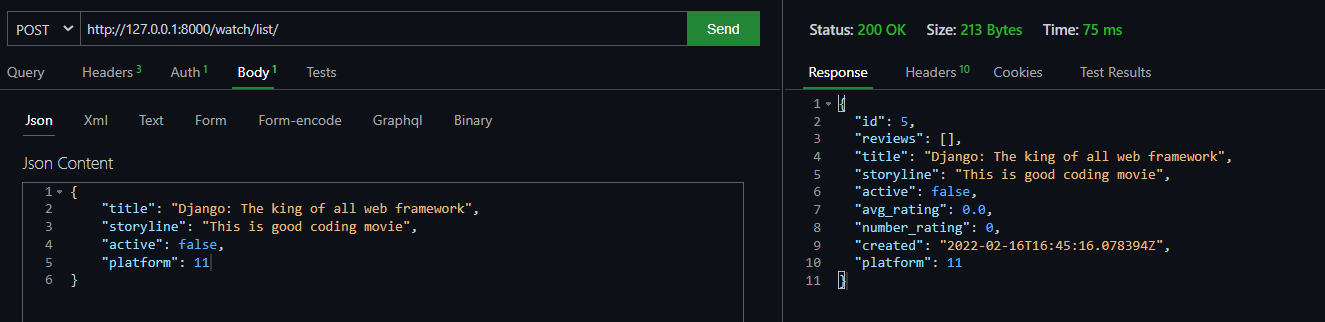 POST http://127.0.0.1:8000/watch/list/ Send
Query Headers 3 Auth 1 Body 1 Tests
Json Xml Text Form Form-encode Graphql Binary
Json Content
1 {
2 "title": "Django: The king of all web framework",
3 "storyline": "This is good coding movie",
4 "active": false,
5 "platform": 11
6 }
Status: 200 OK Size: 213 Bytes Time: 75 ms
Response Headers 10 Cookies Test Results
1 {
2 "id": 5,
3 "reviews": [],
4 "title": "Django: The king of all web framework",
5 "storyline": "This is good coding movie",
6 "active": false,
7 "avg_rating": 0.0,
8 "number_rating": 0,
9 "created": "2022-02-16T16:45:16.078394Z",
10 "platform": 11
11 }